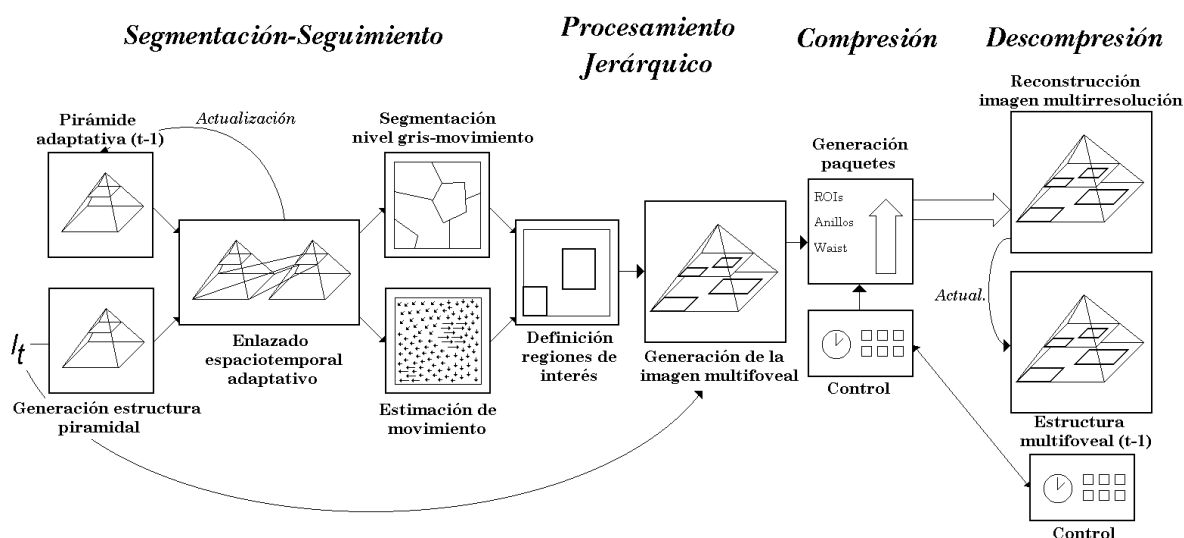 Segmentación-Seguimiento
Procesamiento
Jerárquico
Compresión
Descompresión
Pirámide
adaptativa (t-1)
Actualización
Segmentación
nivel gris-movimiento
Generación
paquetes
Reconstrucción
imagen multirresolución
ROIs
Anillos
Waist
Actual.
Enlazado
espaciotemporal
adaptativo
Definición
regiones de
interés
Generación de la
imagen multifoveal
Control
It
Generación estructura
piramidal
Estimación de
movimiento
Estructura
multifoveal (t-1)
Control